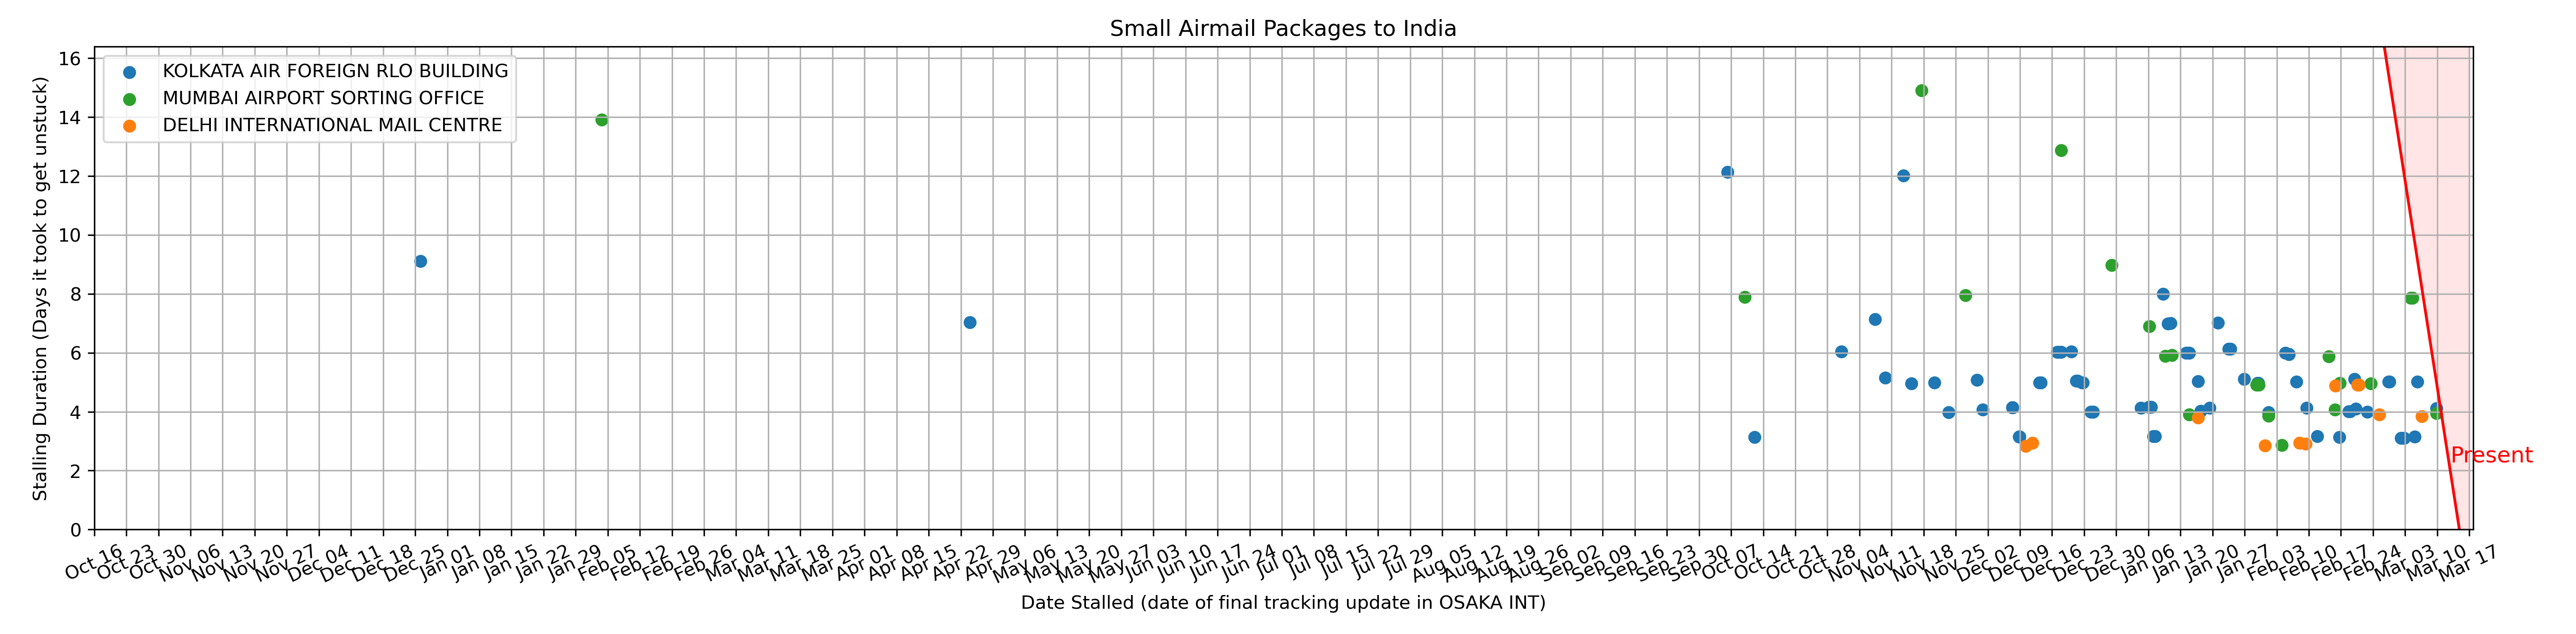 Small Airmail Packages to India
KOLKATA AIR FOREIGN RLO BUILDING
MUMBAI AIRPORT SORTING OFFICE
DELHI INTERNATIONAL MAIL CENTRE
Stalling Duration (Days it took to get unstuck)
16
14
12
10
8
6
4
2
0
Present
Oct 16 Oct 23 Oct 30 Nov 06 Nov 13 Nov 20 Nov 27 Dec 04 Dec 11 Dec 18 Dec 25 Jan 01 Jan 08 Jan 15 Jan 22 Jan 29 Feb 05 Feb 12 Feb 19 Feb 26 Mar 04 Mar 11 Mar 18 Mar 25 Apr 01 Apr 08 Apr 15 Apr 22 Apr 29 May 06 May 13 May 20 May 27 Jun 03 Jun 10 Jun 17 Jun 24 Jul 01 Jul 08 Jul 15 Jul 22 Jul 29 Aug 05 Aug 12 Aug 19 Aug 26 Sep 02 Sep 09 Sep 16 Sep 23 Sep 30 Oct 07 Oct 14 Oct 21 Oct 28 Nov 04 Nov 11 Nov 18 Nov 25 Dec 02 Dec 09 Dec 16 Dec 23 Dec 30 Jan 06 Jan 13 Jan 20 Jan 27 Feb 03 Feb 10 Feb 17 Feb 24 Mar 03 Mar 10 Mar 17
Date Stalled (date of final tracking update in OSAKA INT)